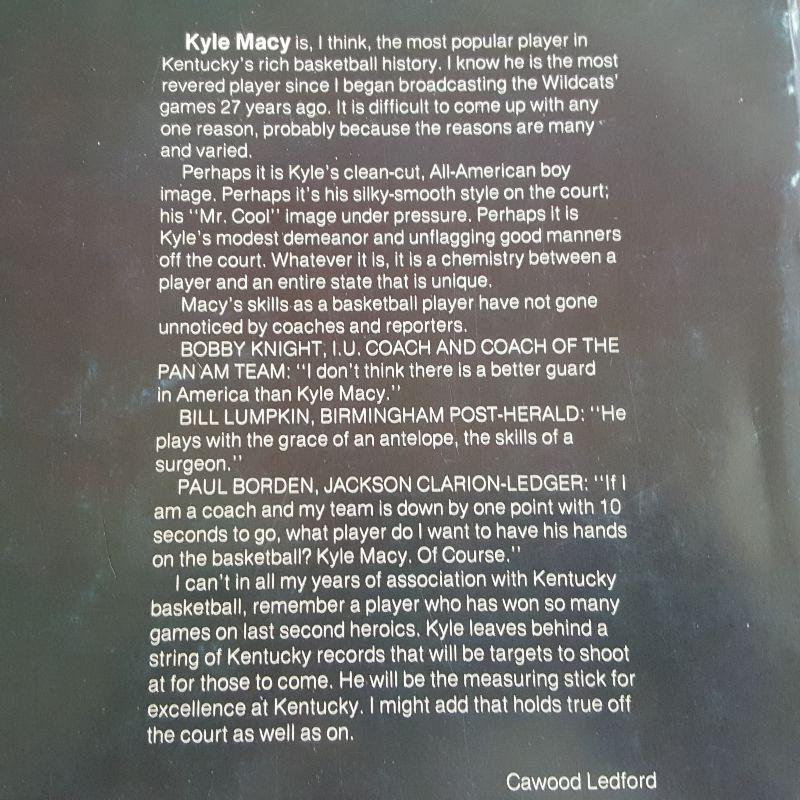 Kyle Macy is, I think, the most popular player in
Kentucky's rich basketball history. I know he is the most
revered player since I began broadcasting the Wildcats'
games 27 years ago. It is difficult to come up with any
one reason, probably because the reasons are many
and varied.
Perhaps it is Kyle's clean-cut, All-American boy
image. Perhaps it's his silky-smooth style on the court;
his "Mr. Cool" image under pressure. Perhaps it is
Kyle's modest demeanor and unflagging good manners
off the court. Whatever it is, it is a chemistry between a
player and an entire state that is unique.
Macy's skills as a basketball player have not gone
unnoticed by coaches and reporters.
BOBBY KNIGHT, I.U. COACH AND COACH OF THE
PAN AM TEAM: "I don't think there is a better guard
in America than Kyle Macy."
BILL LUMPKIN, BIRMINGHAM POST-HERALD: "He
plays with the grace of an antelope, the skills of a
surgeon."
PAUL BORDEN, JACKSON CLARION-LEDGER: "If I
am a coach and my team is down by one point with 10
seconds to go, what player do I want to have his hands
on the basketball? Kyle Macy. Of Course."
I can't in all my years of association with Kentucky
basketball, remember a player who has won so many
games on last second heroics. Kyle leaves behind a
string of Kentucky records that will be targets to shoot
at for those to come. He will be the measuring stick for
excellence at Kentucky. I might add that holds true off
the court as well as on.
Cawood Ledford